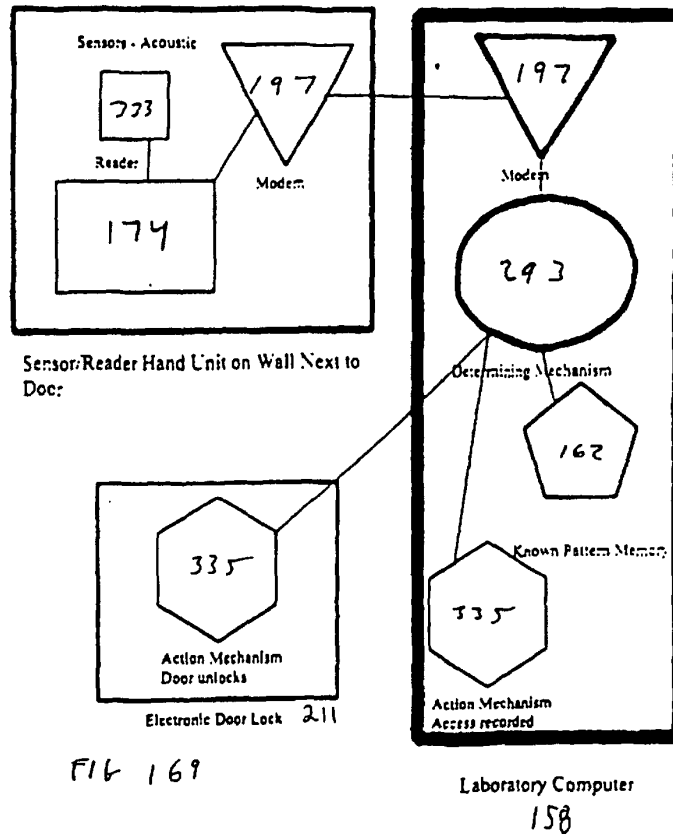 Sensors - Acoustic
333
Reader
174
197
Modem
Sensor/Reader Hand Unit on Wall Next to
Door
197
Modem
293
Determining Mechanism
162
Known Pattern Memory
335
Action Mechanism
Door unlocks
Electronic Door Lock 211
335
Action Mechanism
Access recorded
Laboratory Computer
158
FIG 169